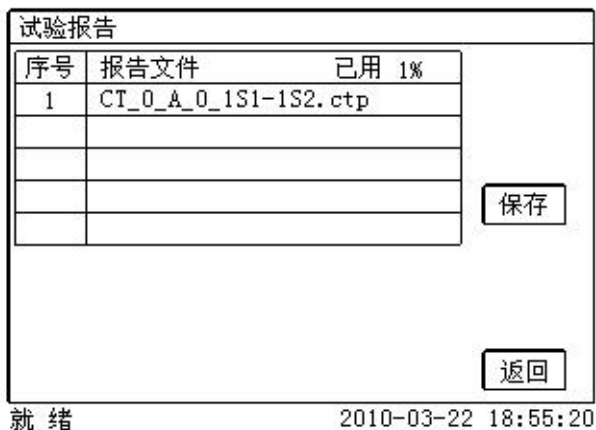 试验报告
序号 报告文件 已用 1%
1 CT_0_A_0_1S1-1S2.ctp
保存
返回
就 绪 2010-03-22 18:55:20